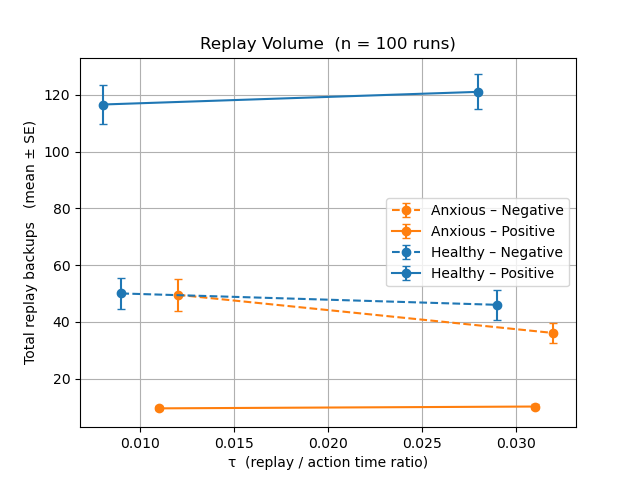 Replay Volume  (n = 100 runs)
Total replay backups   (mean ± SE)
120
100
80
60
40
20
Anxious – Negative
Anxious – Positive
Healthy – Negative
Healthy – Positive
0.010 0.015 0.020 0.025 0.030
τ  (replay / action time ratio)